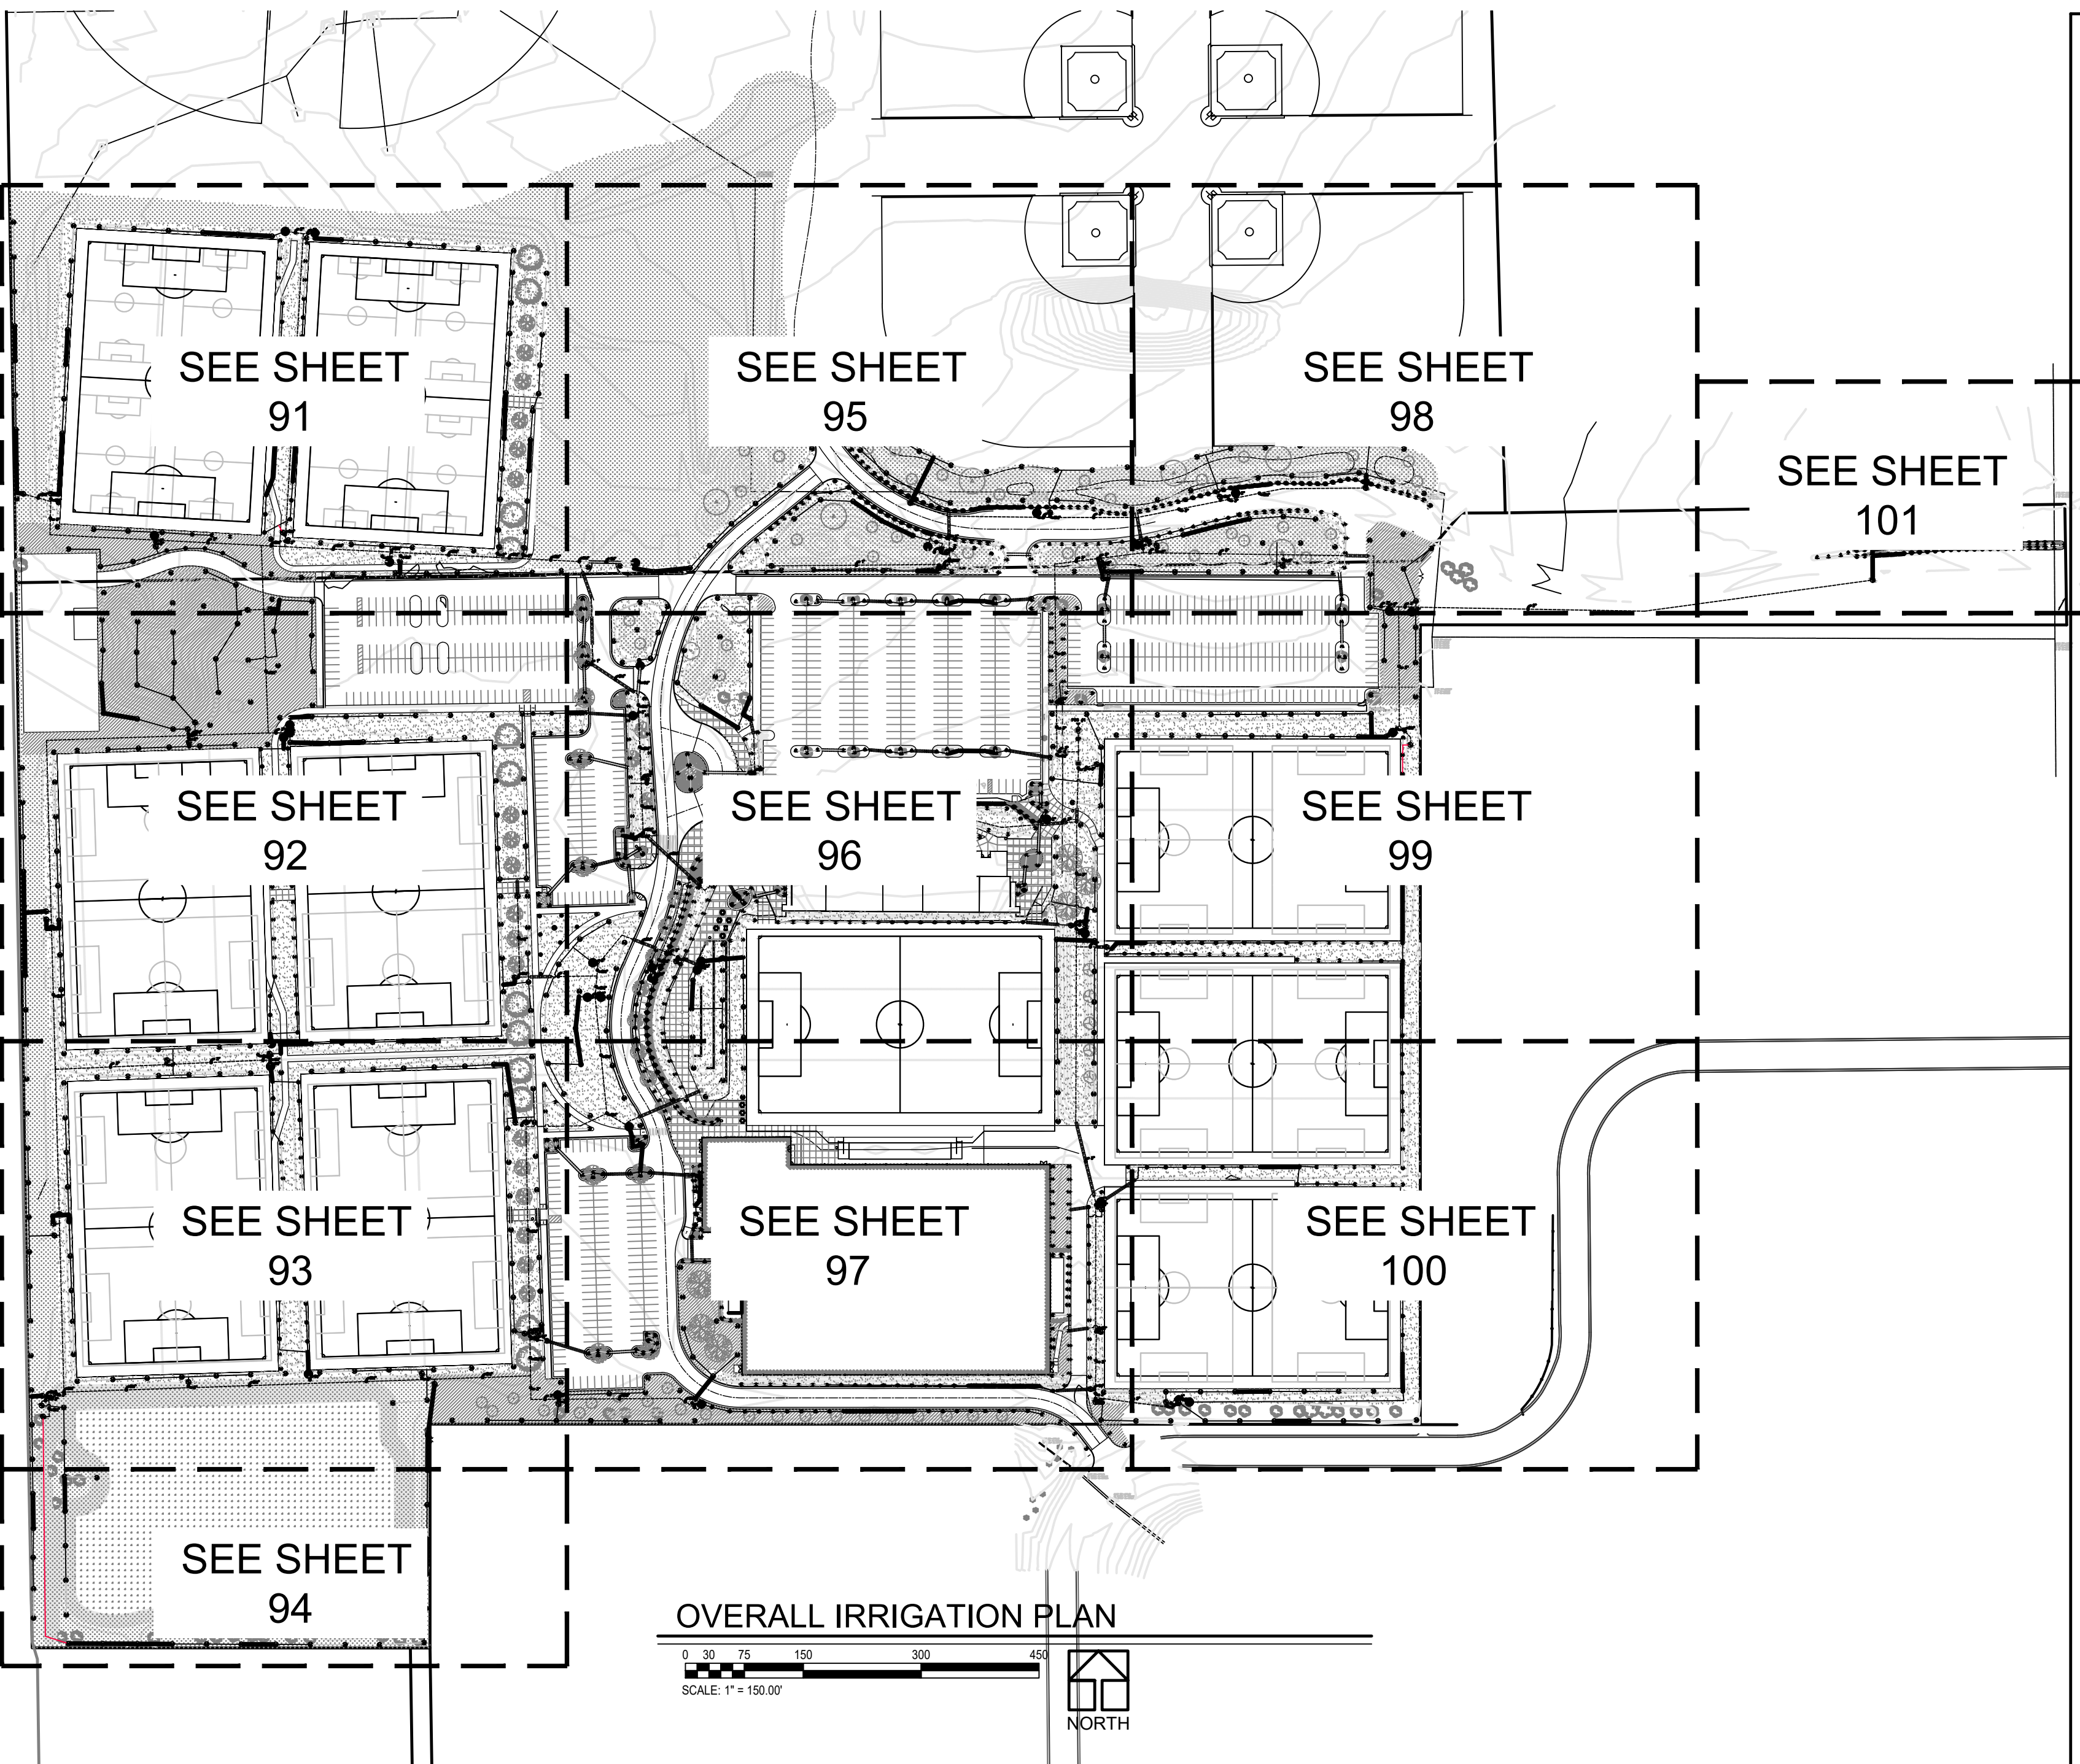 SEE SHEET
91
SEE SHEET
95
SEE SHEET
98
SEE SHEET
101
SEE SHEET
92
SEE SHEET
96
SEE SHEET
99
SEE SHEET
93
SEE SHEET
97
SEE SHEET
100
SEE SHEET
94
OVERALL IRRIGATION PLAN
0 30 75 150 300 450
SCALE: 1" = 150.00'
NORTH